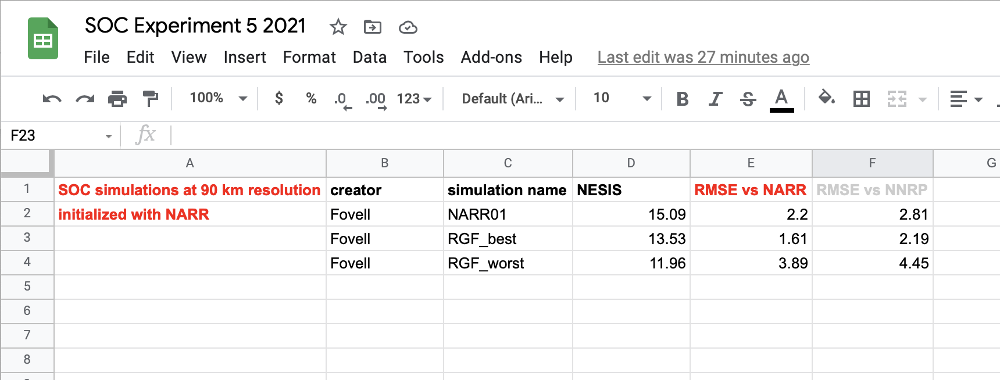 SOC Experiment 5 2021
File Edit View Insert Format Data Tools Add-ons Help Last edit was 27 minutes ago
100% $ % .0 .00 123 Default (Ari... 10 B I S A
F23 fx
A B C D E F G
1 SOC simulations at 90 km resolution creator simulation name NESIS RMSE vs NARR RMSE vs NNRP
2 initialized with NARR Fovell NARR01 15.09 2.2 2.81
3 Fovell RGF_best 13.53 1.61 2.19
4 Fovell RGF_worst 11.96 3.89 4.45
5
6
7
8